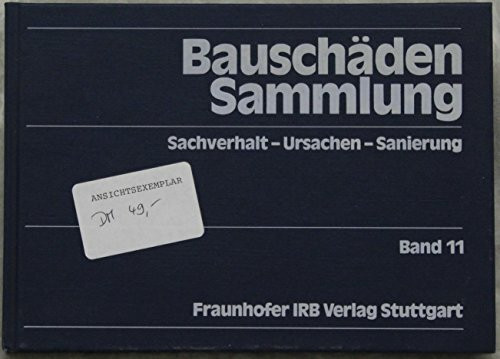 Bauschäden
Sammlung
Sachverhalt – Ursachen – Sanierung
ANSICHTSEXEMPLAR
DM 49,–
Band 11
Fraunhofer IRB Verlag Stuttgart